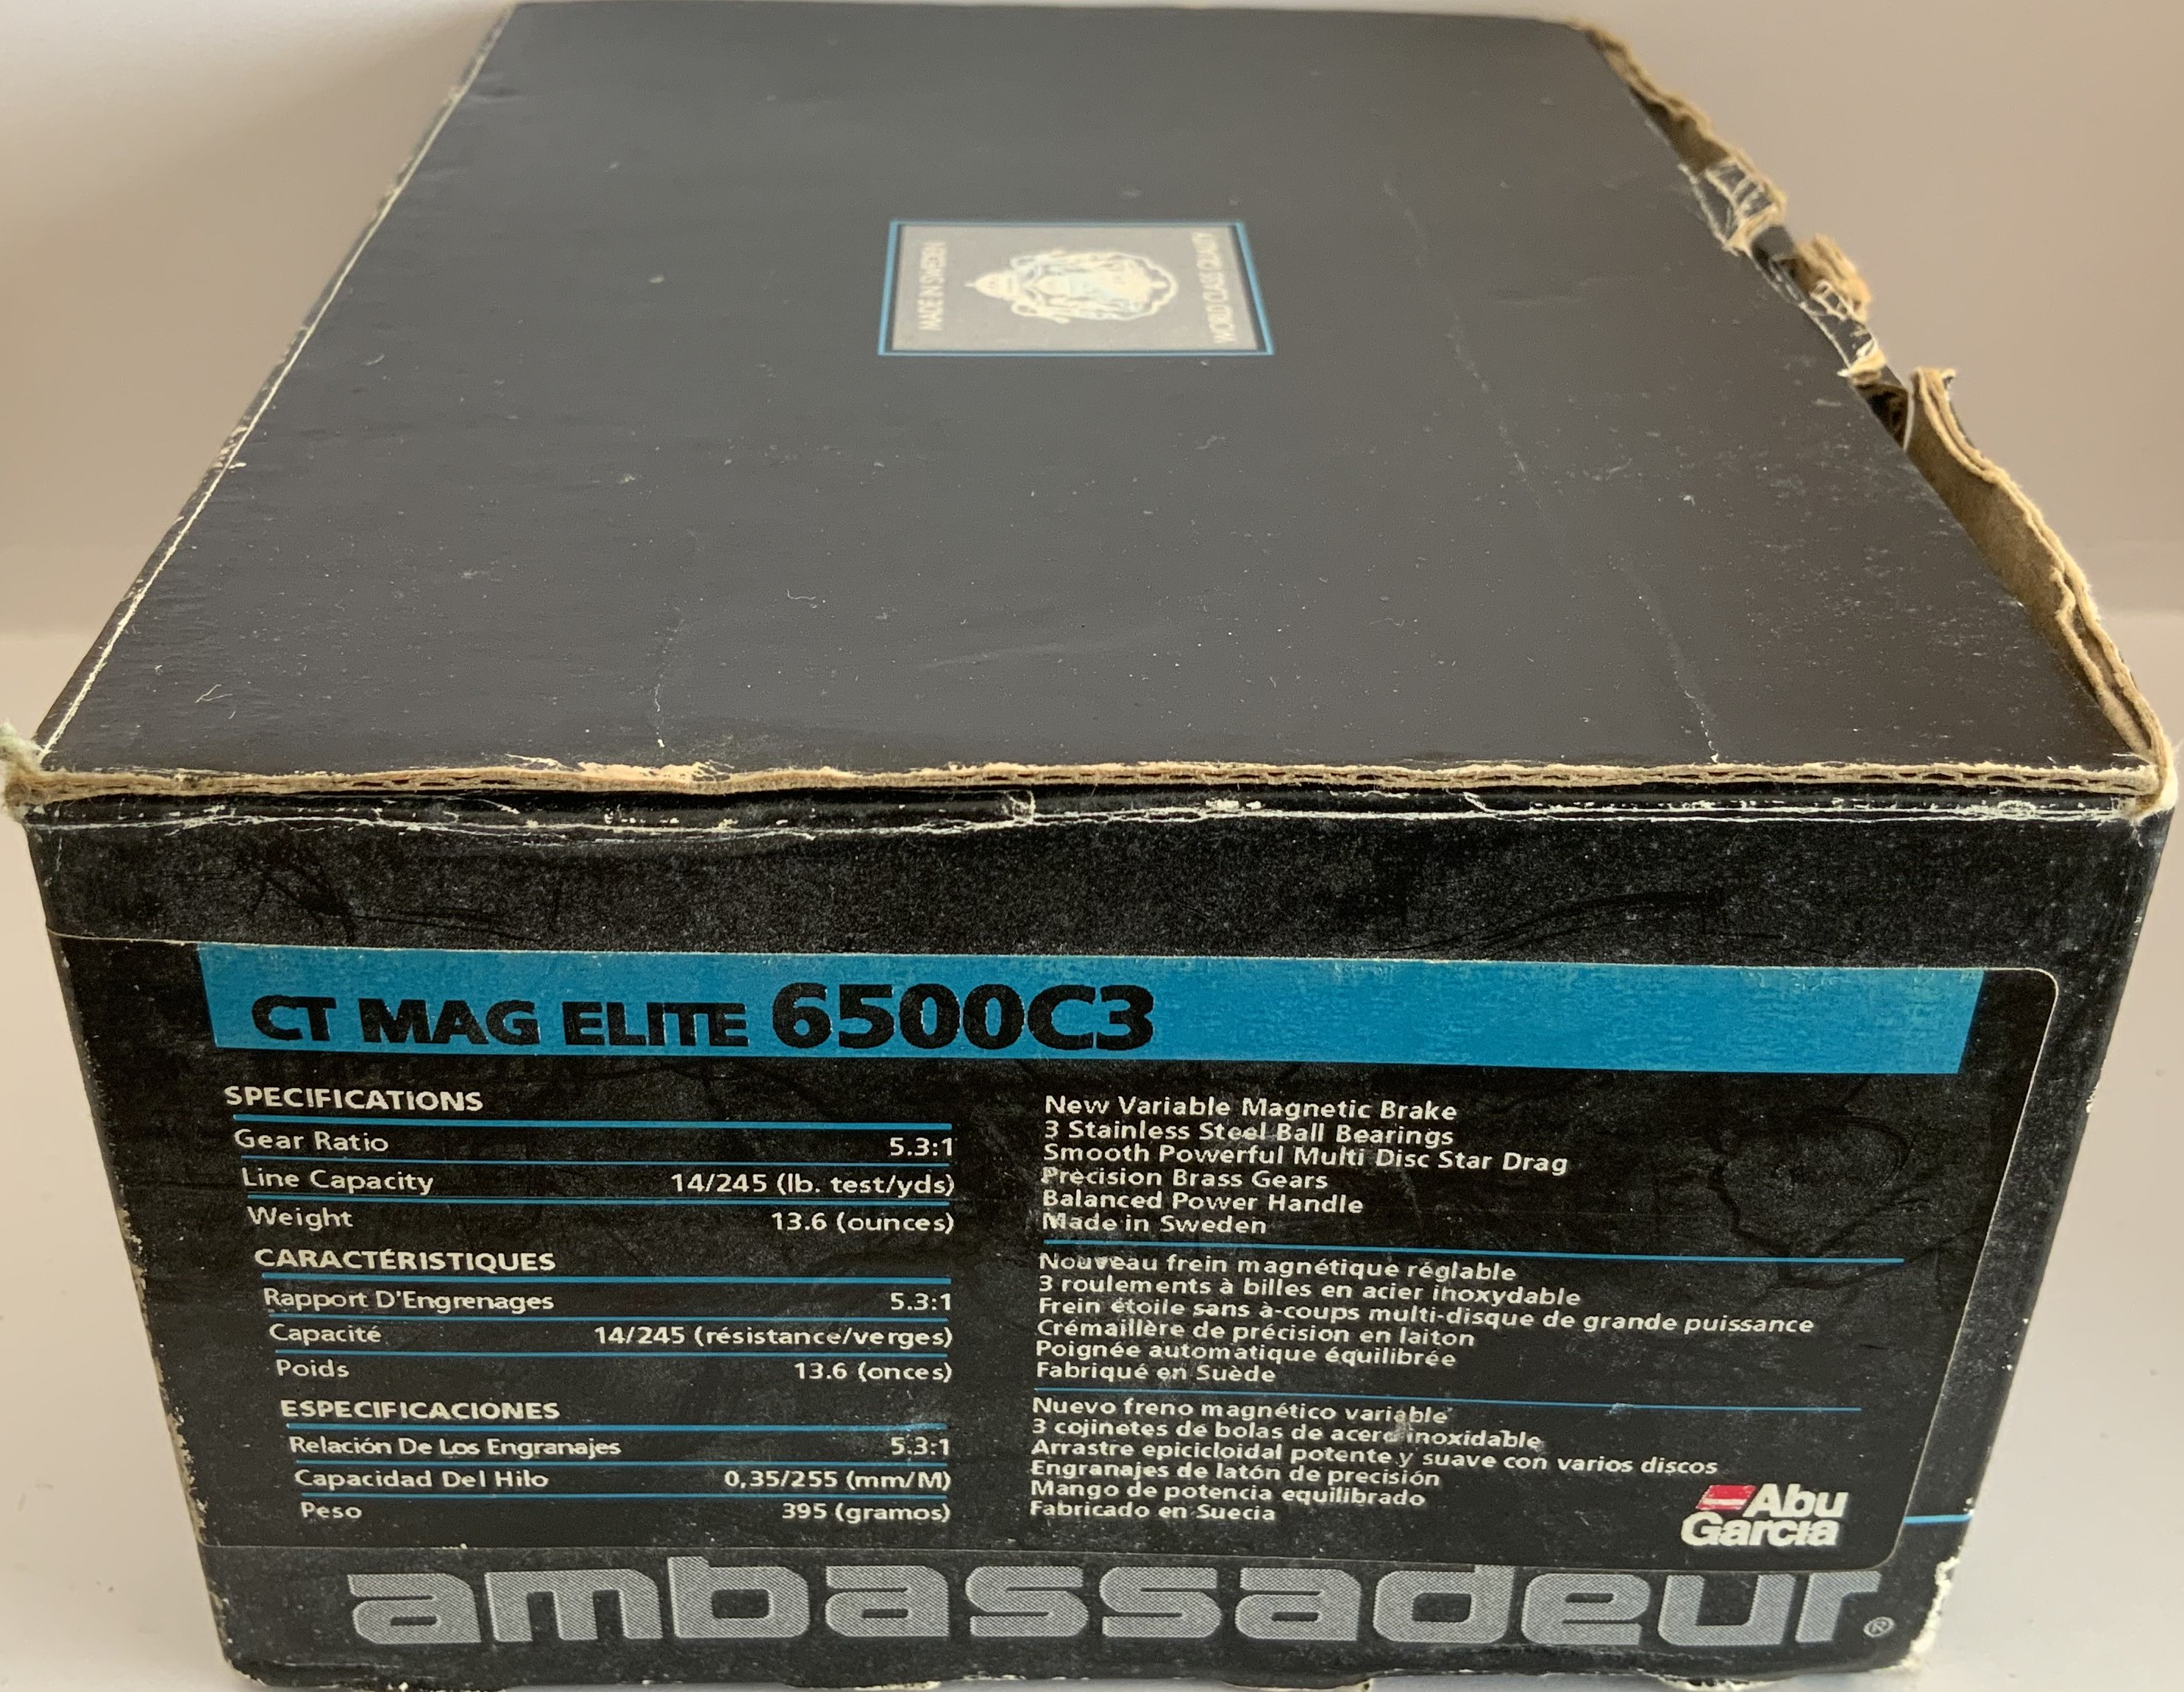 MADE IN SWEDEN
WORLD CLASS QUALITY
CT MAG ELITE 6500C3
SPECIFICATIONS
Gear Ratio 5.3:1
Line Capacity 14/245 (lb. test/yds)
Weight 13.6 (ounces)
CARACTÉRISTIQUES
Rapport D'Engrenages 5.3:1
Capacité 14/245 (résistance/verges)
Poids 13.6 (onces)
ESPECIFICACIÓNES
Relación De Los Engranajes 5.3:1
Capacidad Del Hilo 0,35/255 (mm/M)
Peso 395 (gramos)
New Variable Magnetic Brake
3 Stainless Steel Ball Bearings
Smooth Powerful Multi Disc Star Drag
Precision Brass Gears
Balanced Power Handle
Made in Sweden
Nouveau frein magnétique réglable
3 roulements à billes en acier inoxydable
Frein étoile sans à-coups multi-disque de grande puissance
Crémaillère de précision en laiton
Poignée automatique équilibrée
Fabriqué en Suède
Nuevo freno magnético variable
3 cojinetes de bolas de acero inoxidable
Arrastre epicicloidal potente y suave con varios discos
Engranajes de latón de precisión
Mango de potencia equilibrado
Fabricado en Suecia
Abu
Garcia
ambassadeur®